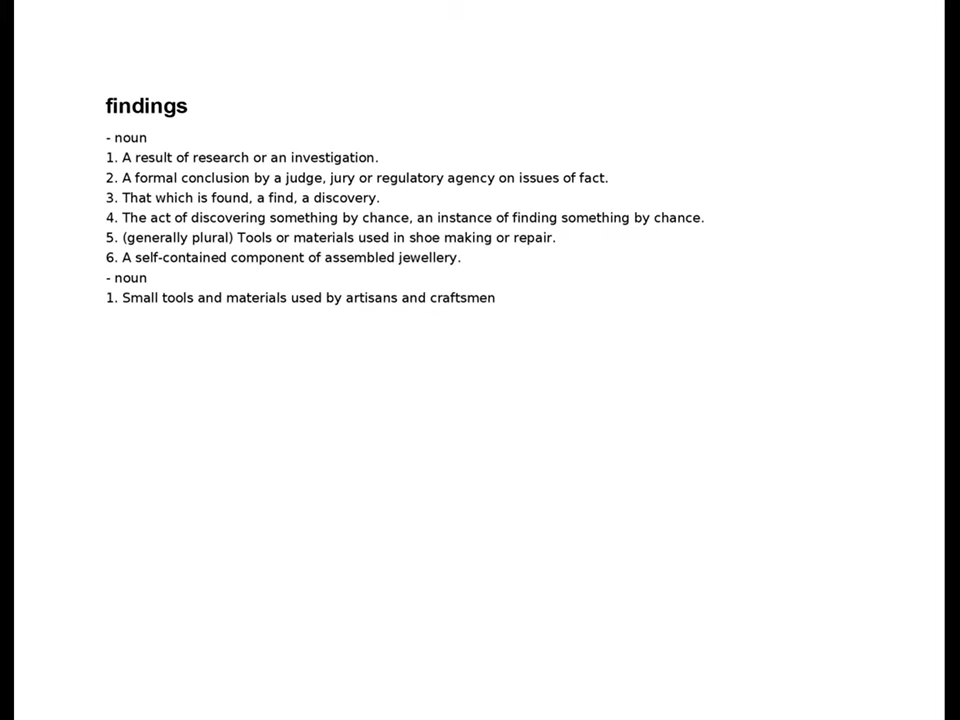 findings
- noun
1. A result of research or an investigation.
2. A formal conclusion by a judge, jury or regulatory agency on issues of fact.
3. That which is found, a find, a discovery.
4. The act of discovering something by chance, an instance of finding something by chance.
5. (generally plural) Tools or materials used in shoe making or repair.
6. A self-contained component of assembled jewellery.
- noun
1. Small tools and materials used by artisans and craftsmen